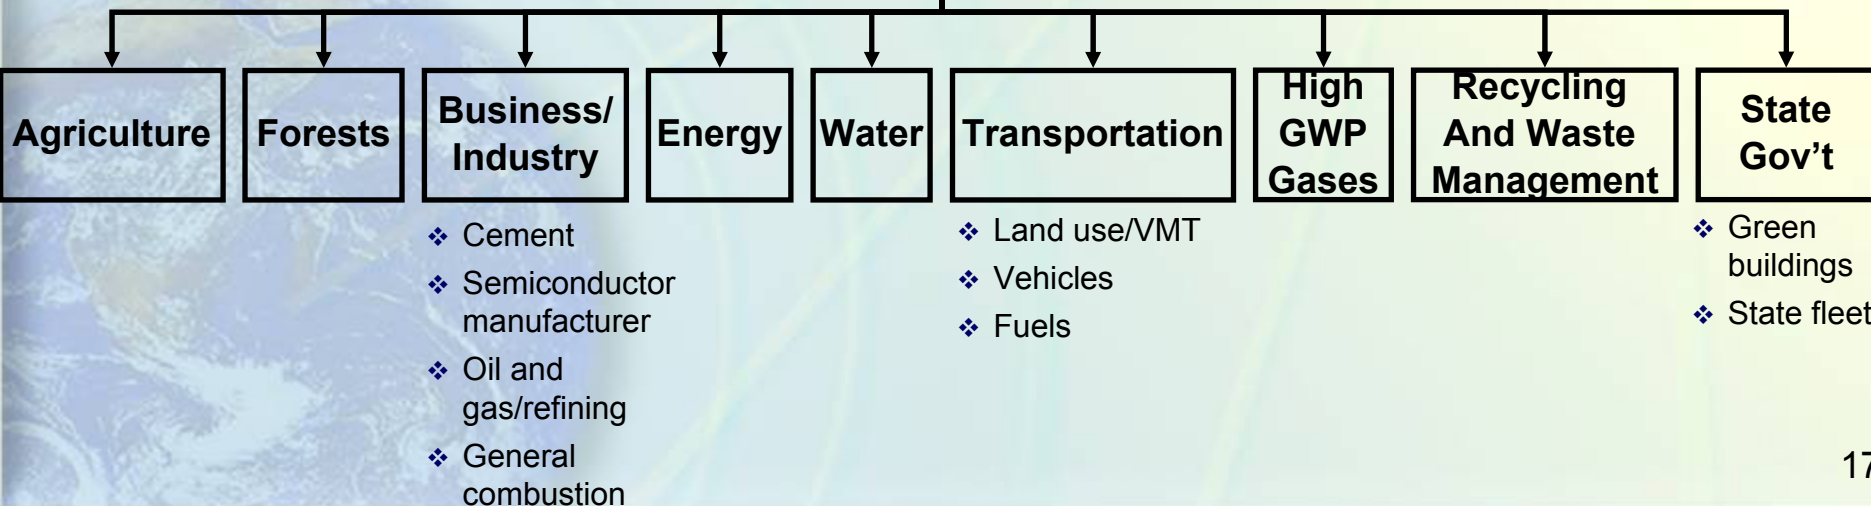 Agriculture
Forests
Business/
Industry
Energy
Water
Transportation
High
GWP
Gases
Recycling
And Waste
Management
State
Gov’t
❖ Cement
❖ Semiconductor
manufacturer
❖ Oil and
gas/refining
❖ General
combustion
❖ Land use/VMT
❖ Vehicles
❖ Fuels
❖ Green
buildings
❖ State fleet
17